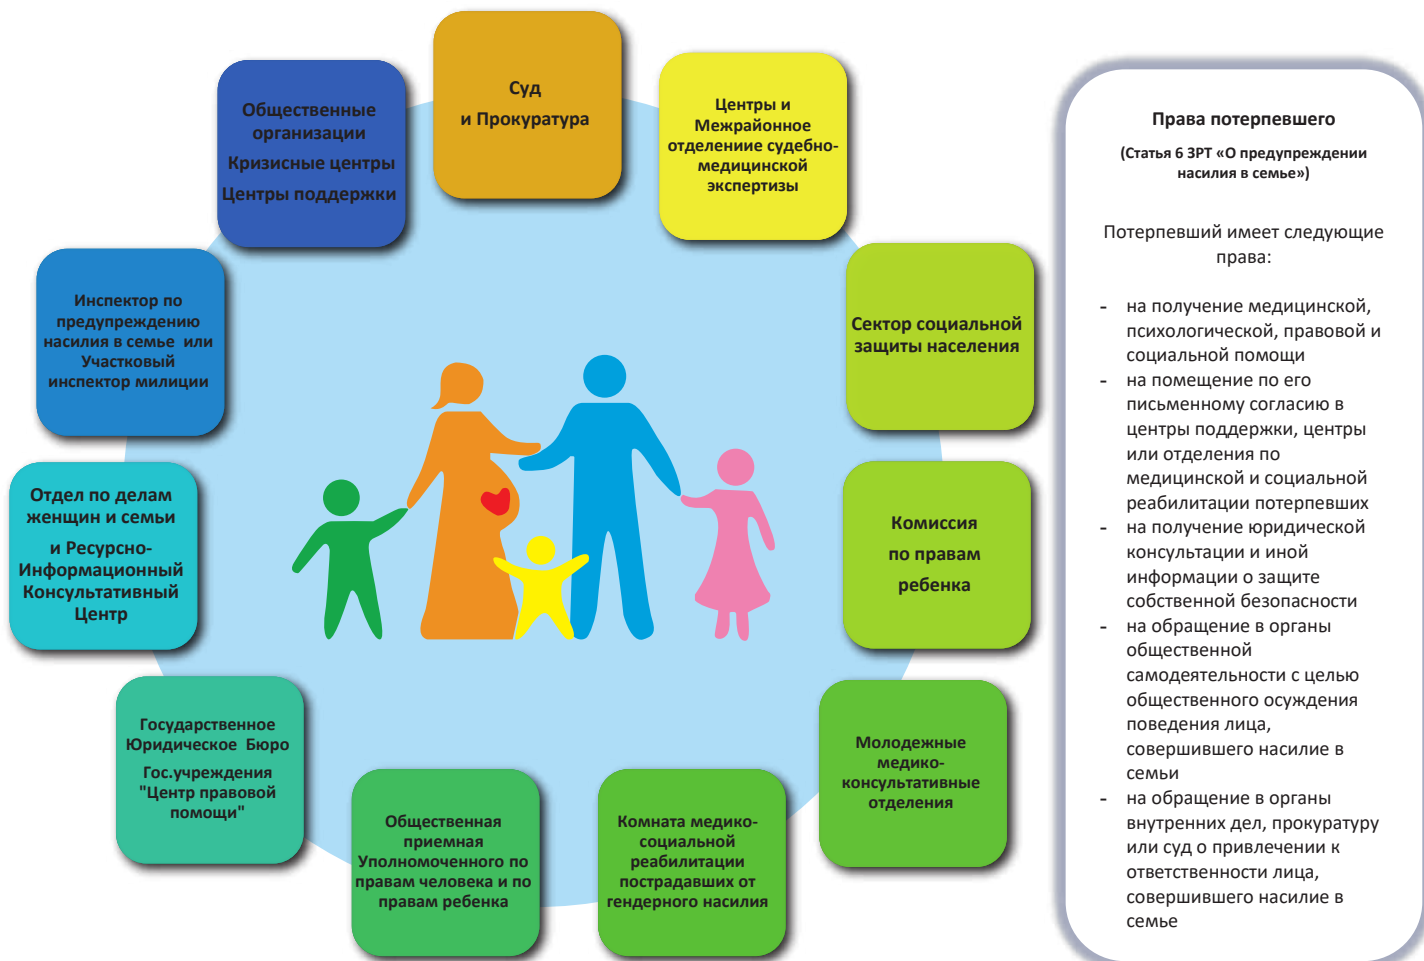 Суд
и Прокуратура
Центры и
Межрайонное
отделениие судебно-
медицинской
экспертизы
Сектор социальной
защиты населения
Комиссия
по правам
ребенка
Молодежные
медико-
консультативные
отделения
Комната медико-
социальной
реабилитации
пострадавших от
гендерного насилия
Общественная
приемная
Уполномоченного по
правам человека и по
правам ребенка
Государственное
Юридическое Бюро
Гос.учреждения
"Центр правовой
помощи"
Отдел по делам
женщин и семьи
и Ресурсно-
Информационный
Консультативный
Центр
Инспектор по
предупреждению
насилия в семье или
Участковый
инспектор милиции
Общественные
организации
Кризисные центры
Центры поддержки
Права потерпевшего
(Статья 6 ЗРТ «О предупреждении
насилия в семье»)
Потерпевший имеет следующие
права:
- на получение медицинской,
психологической, правовой и
социальной помощи
- на помещение по его
письменному согласию в
центры поддержки, центры
или отделения по
медицинской и социальной
реабилитации потерпевших
- на получение юридической
консультации и иной
информации о защите
собственной безопасности
- на обращение в органы
общественной
самодеятельности с целью
общественного осуждения
поведения лица,
совершившего насилие в
семьи
- на обращение в органы
внутренних дел, прокуратуру
или суд о привлечении к
ответственности лица,
совершившего насилие в
семье